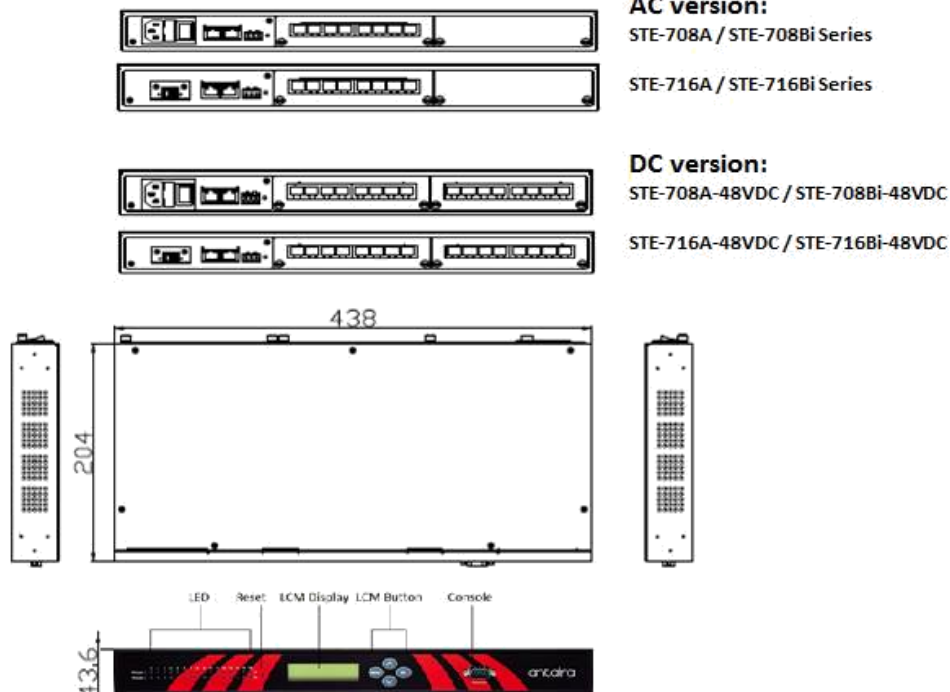 AC version:
STE-708A / STE-708Bi Series
STE-716A / STE-716Bi Series
DC version:
STE-708A-48VDC / STE-708Bi-48VDC
STE-716A-48VDC / STE-716Bi-48VDC
438
204
LED Reset LCM Display LCM Button Console
43.6
antaira